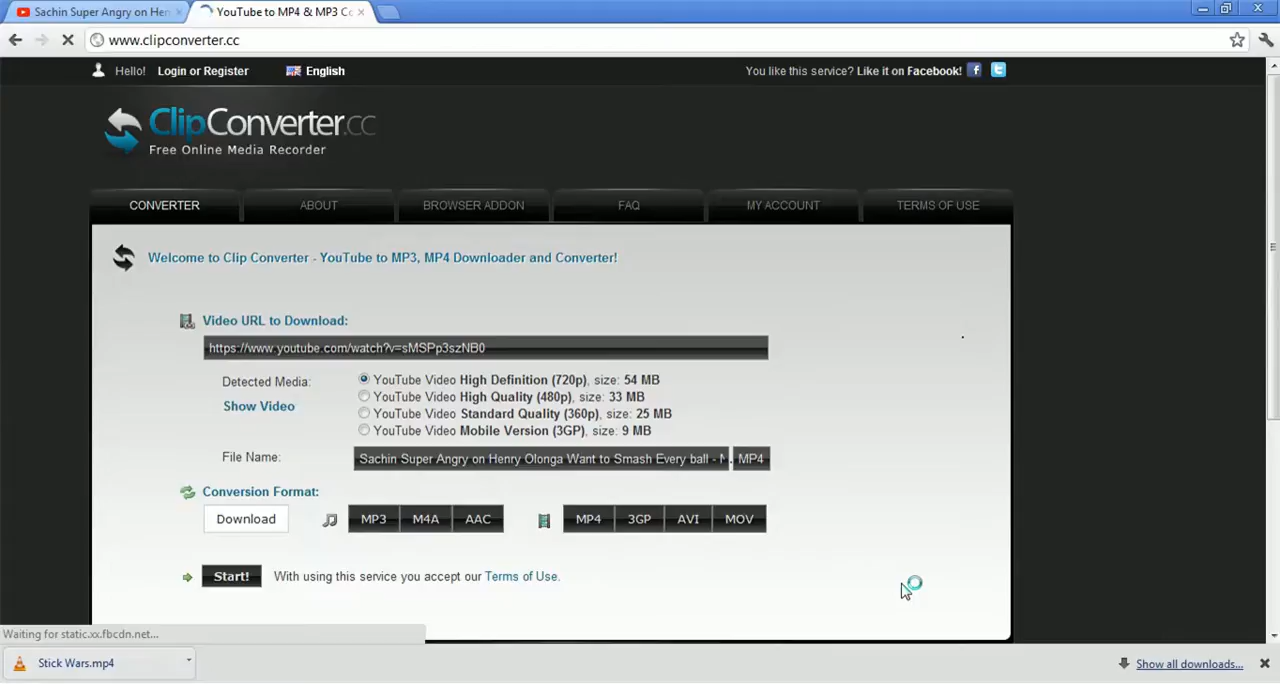 Sachin Super Angry on Hen
YouTube to MP4 & MP3 Co
www.clipconverter.cc
Hello! Login or Register English
You like this service? Like it on Facebook!
ClipConverter.cc
Free Online Media Recorder
CONVERTER ABOUT BROWSER ADDON FAQ MY ACCOUNT TERMS OF USE
Welcome to Clip Converter - YouTube to MP3, MP4 Downloader and Converter!
Video URL to Download:
https://www.youtube.com/watch?v=sMSPp3szNB0
Detected Media:
Show Video
YouTube Video High Definition (720p), size: 54 MB
YouTube Video High Quality (480p), size: 33 MB
YouTube Video Standard Quality (360p), size: 25 MB
YouTube Video Mobile Version (3GP), size: 9 MB
File Name: Sachin Super Angry on Henry Olonga Want to Smash Every ball - . MP4
Conversion Format:
Download MP3 M4A AAC MP4 3GP AVI MOV
Start! With using this service you accept our Terms of Use.
Waiting for static.xx.fbcdn.net...
Stick Wars.mp4
Show all downloads...